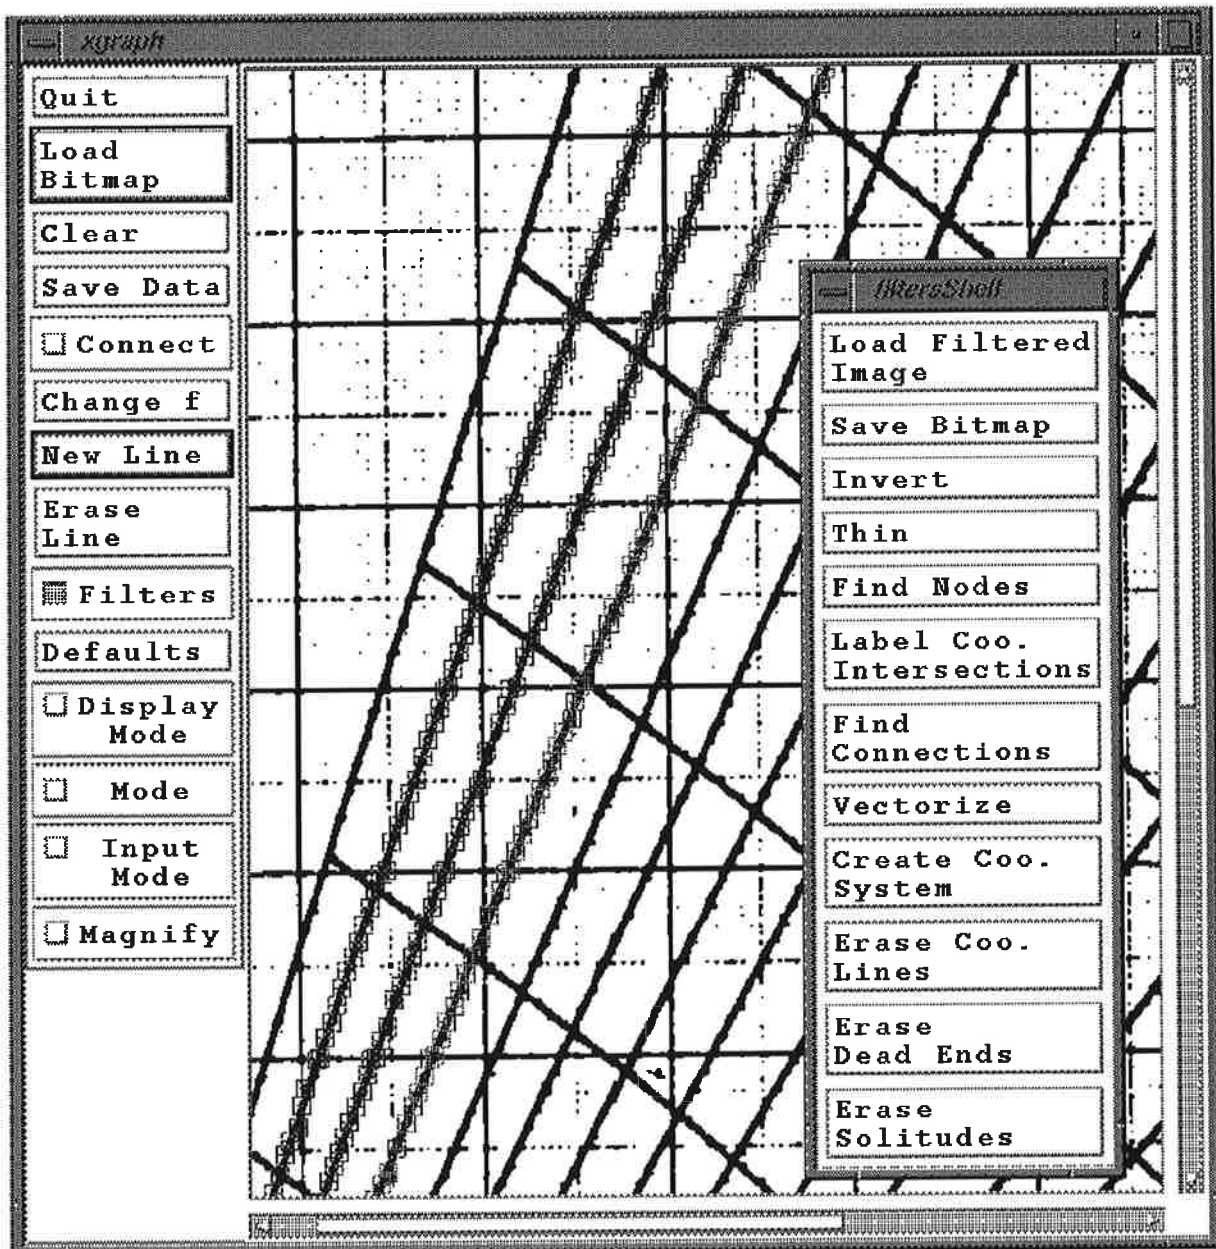 xgraph
Quit
Load
Bitmap
Clear
Save Data
Connect
Change f
New Line
Erase
Line
Filters
Defaults
Display
Mode
Mode
Input
Mode
Magnify
filtersShell
Load Filtered
Image
Save Bitmap
Invert
Thin
Find Nodes
Label Coo.
Intersections
Find
Connections
Vectorize
Create Coo.
System
Erase Coo.
Lines
Erase
Dead Ends
Erase
Solitudes